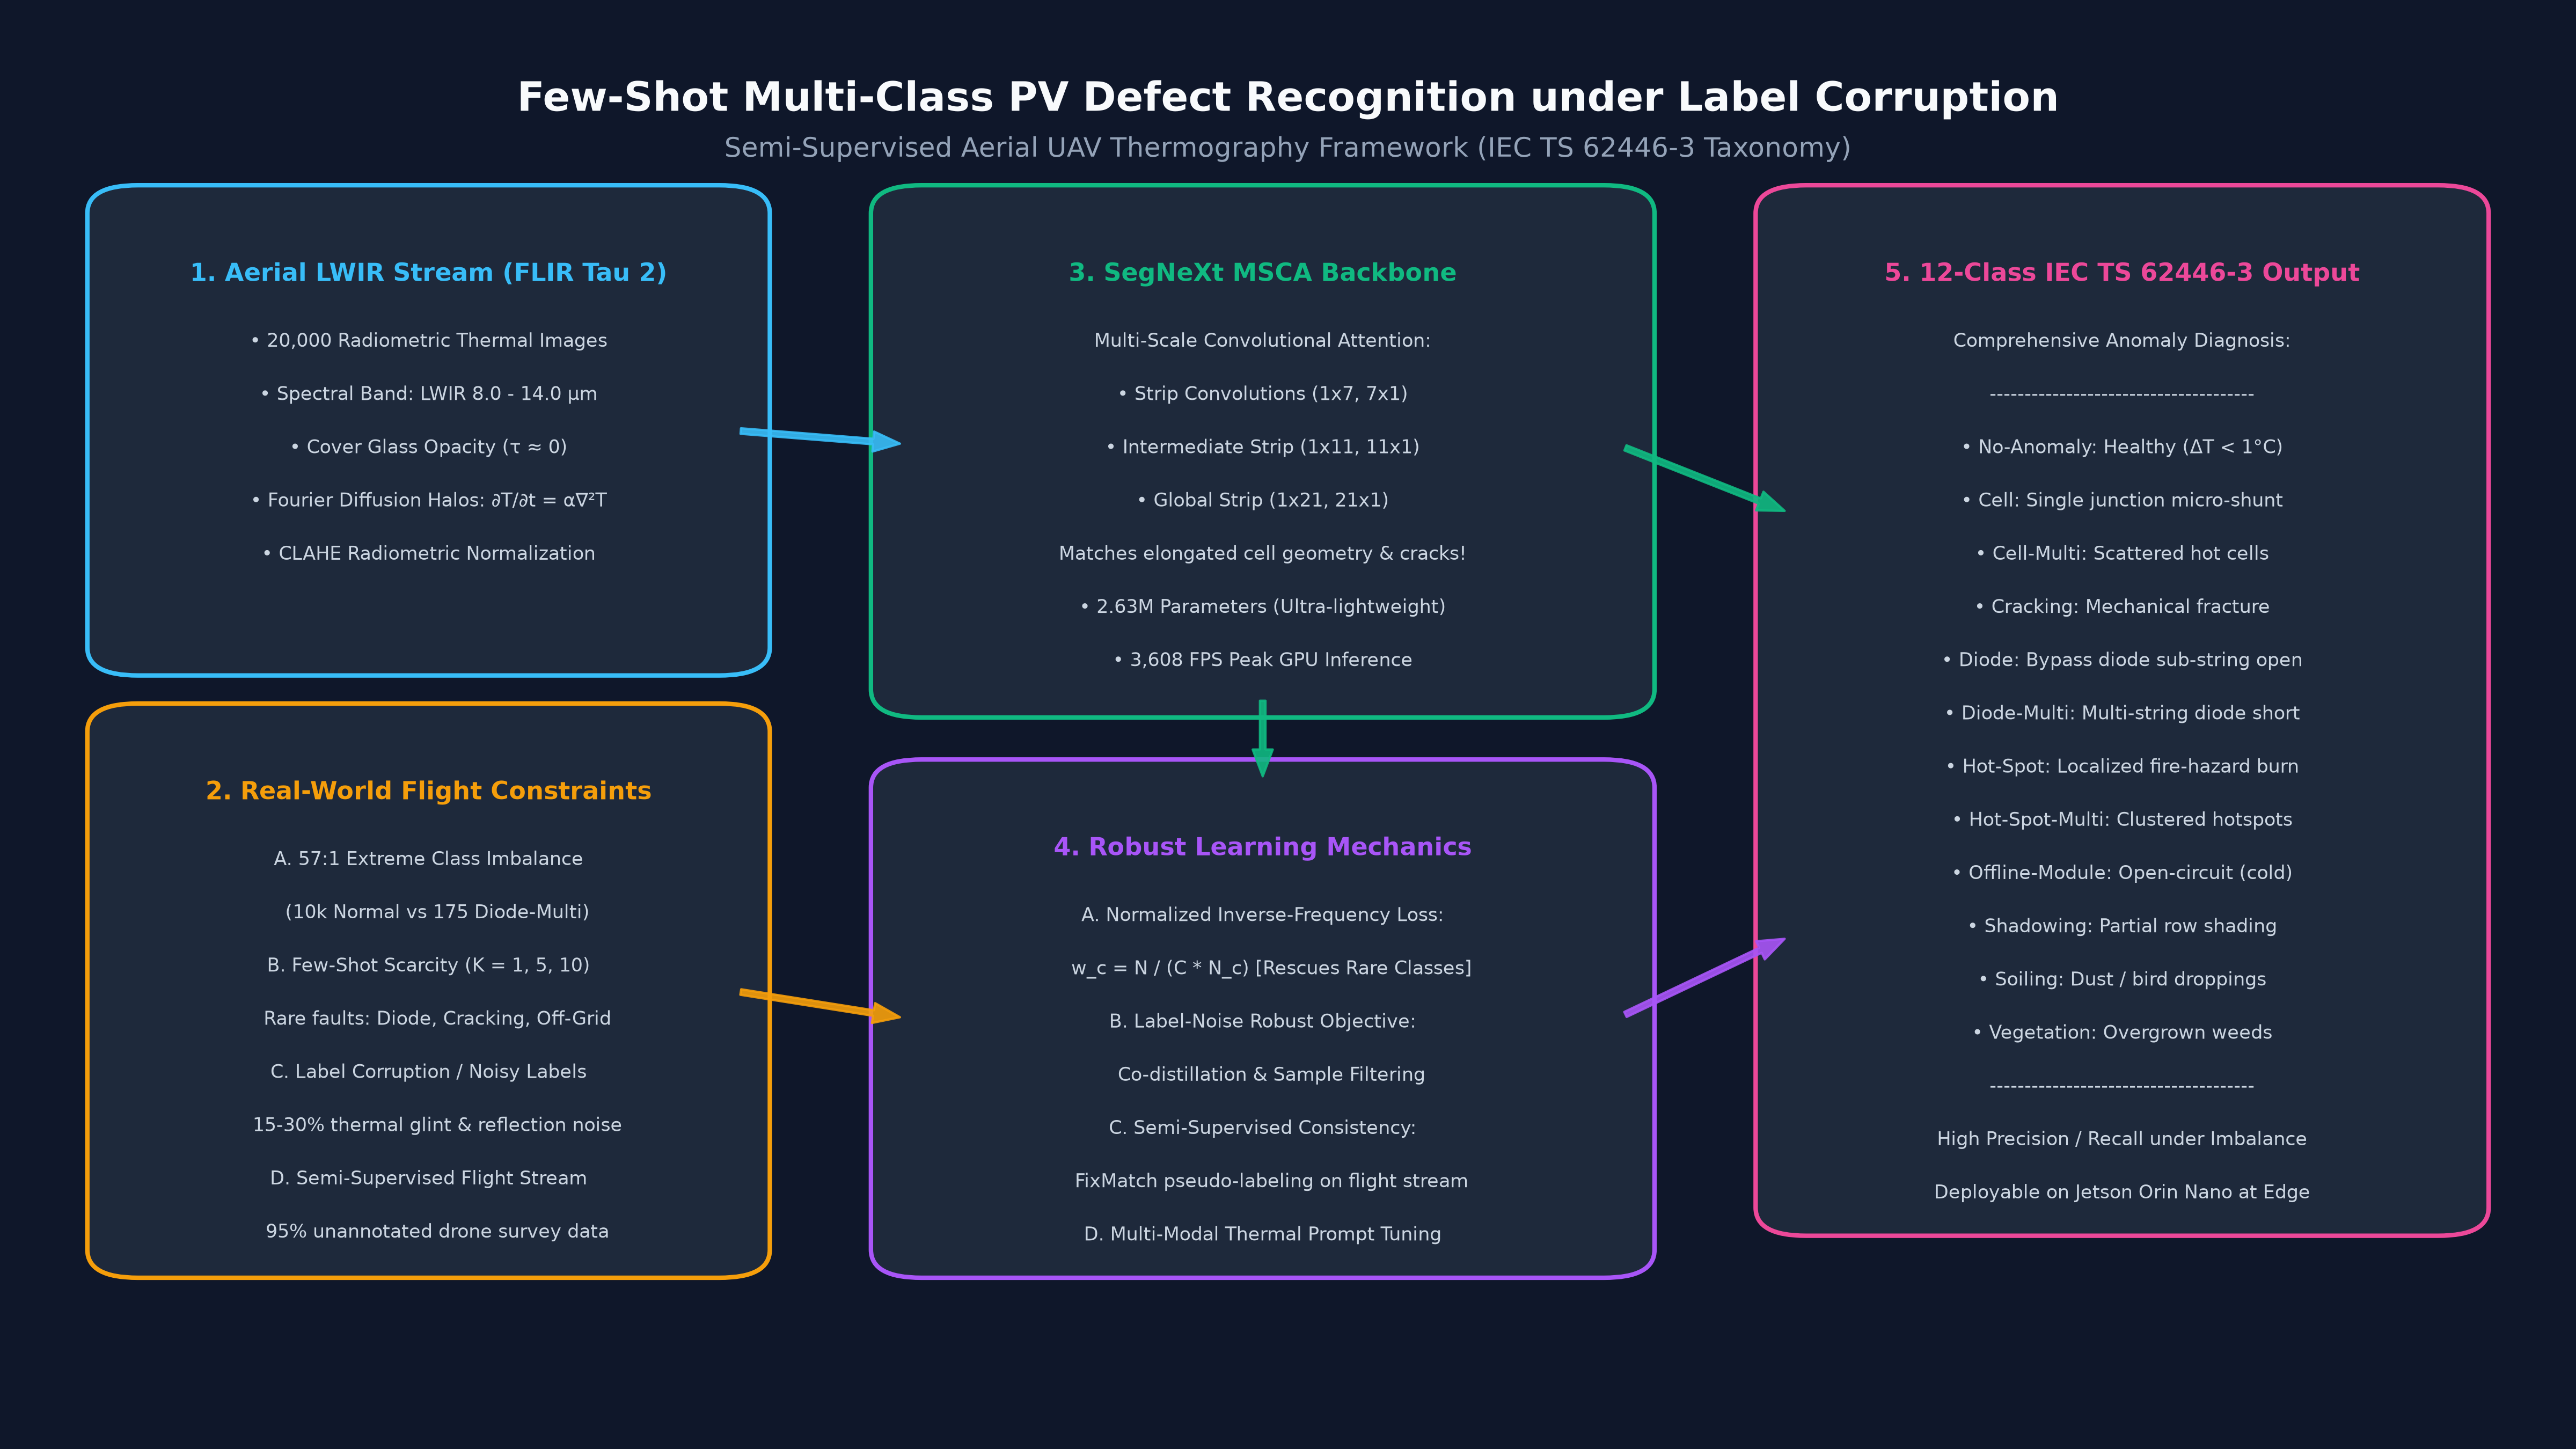 Few-Shot Multi-Class PV Defect Recognition under Label Corruption
Semi-Supervised Aerial UAV Thermography Framework (IEC TS 62446-3 Taxonomy)
1. Aerial LWIR Stream (FLIR Tau 2)
• 20,000 Radiometric Thermal Images
• Spectral Band: LWIR 8.0 - 14.0 µm
• Cover Glass Opacity (τ ≈ 0)
• Fourier Diffusion Halos: ∂T/∂t = α∇²T
• CLAHE Radiometric Normalization
2. Real-World Flight Constraints
A. 57:1 Extreme Class Imbalance
(10k Normal vs 175 Diode-Multi)
B. Few-Shot Scarcity (K = 1, 5, 10)
Rare faults: Diode, Cracking, Off-Grid
C. Label Corruption / Noisy Labels
15-30% thermal glint & reflection noise
D. Semi-Supervised Flight Stream
95% unannotated drone survey data
3. SegNeXt MSCA Backbone
Multi-Scale Convolutional Attention:
• Strip Convolutions (1x7, 7x1)
• Intermediate Strip (1x11, 11x1)
• Global Strip (1x21, 21x1)
Matches elongated cell geometry & cracks!
• 2.63M Parameters (Ultra-lightweight)
• 3,608 FPS Peak GPU Inference
4. Robust Learning Mechanics
A. Normalized Inverse-Frequency Loss:
w_c = N / (C * N_c) [Rescues Rare Classes]
B. Label-Noise Robust Objective:
Co-distillation & Sample Filtering
C. Semi-Supervised Consistency:
FixMatch pseudo-labeling on flight stream
D. Multi-Modal Thermal Prompt Tuning
5. 12-Class IEC TS 62446-3 Output
Comprehensive Anomaly Diagnosis:
--------------------------------------
• No-Anomaly: Healthy (ΔT < 1°C)
• Cell: Single junction micro-shunt
• Cell-Multi: Scattered hot cells
• Cracking: Mechanical fracture
• Diode: Bypass diode sub-string open
• Diode-Multi: Multi-string diode short
• Hot-Spot: Localized fire-hazard burn
• Hot-Spot-Multi: Clustered hotspots
• Offline-Module: Open-circuit (cold)
• Shadowing: Partial row shading
• Soiling: Dust / bird droppings
• Vegetation: Overgrown weeds
--------------------------------------
High Precision / Recall under Imbalance
Deployable on Jetson Orin Nano at Edge